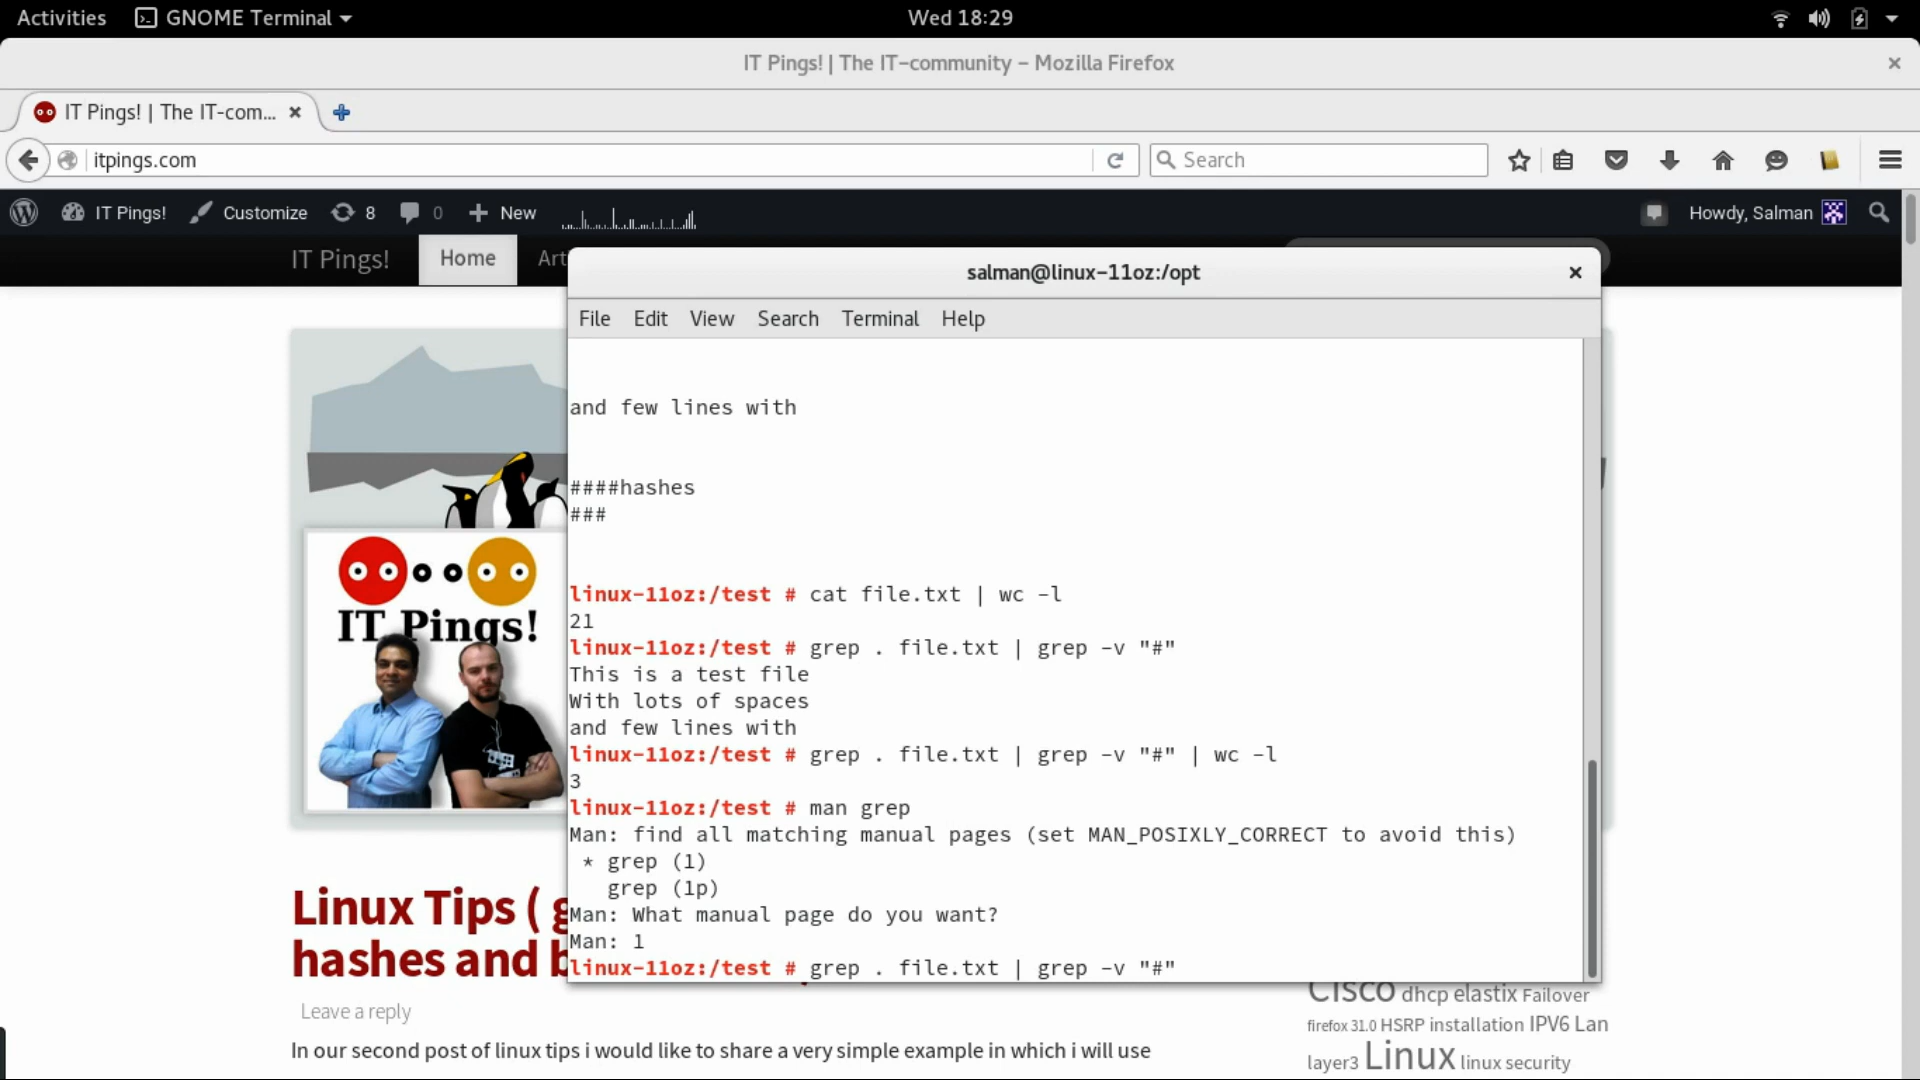 Activities GNOME Terminal Wed 18:29
IT Pings! | The IT-community - Mozilla Firefox
IT Pings! | The IT-com...
itpings.com Search
IT Pings! Customize 8 0 New Howdy, Salman
IT Pings! Home Art
salman@linux-11oz:/opt
File Edit View Search Terminal Help
and few lines with
####hashes
###
linux-11oz:/test # cat file.txt | wc -l
21
linux-11oz:/test # grep . file.txt | grep -v "#"
This is a test file
With lots of spaces
and few lines with
linux-11oz:/test # grep . file.txt | grep -v "#" | wc -l
3
linux-11oz:/test # man grep
Man: find all matching manual pages (set MAN_POSIXLY_CORRECT to avoid this)
* grep (1)
grep (1p)
Man: What manual page do you want?
Man: 1
linux-11oz:/test # grep . file.txt | grep -v "#"
IT Pings!
Linux Tips ( g
hashes and b
Leave a reply
In our second post of linux tips i would like to share a very simple example in which i will use
Cisco dhcp elastix Failover
firefox 31.0 HSRP installation IPV6 Lan
layer3 Linux linux security